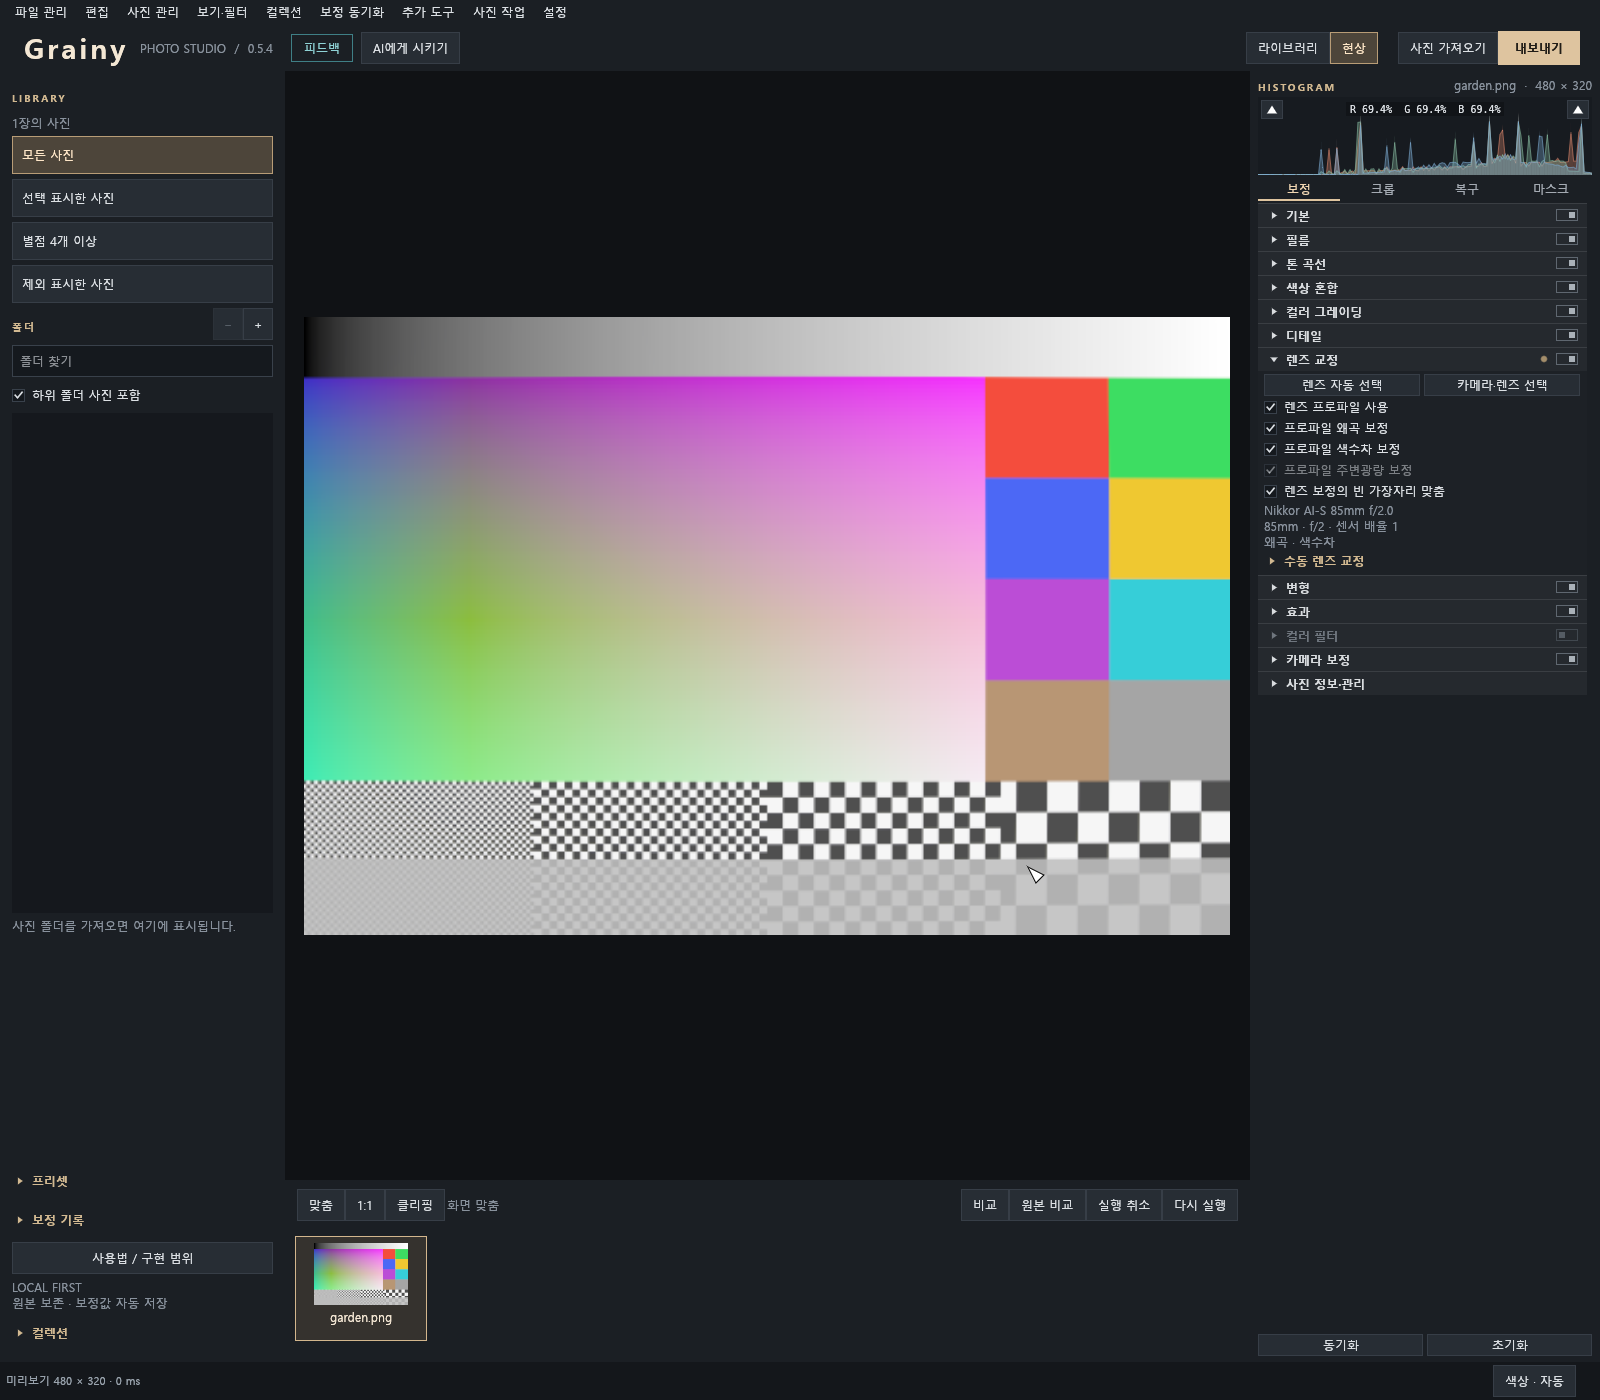 파일 관리 편집 사진 관리 보기·필터 컬렉션 보정 동기화 추가 도구 사진 작업 설정
Grainy PHOTO STUDIO / 0.5.4 피드백 AI에게 시키기 라이브러리 현상 사진 가져오기 내보내기
LIBRARY
1장의 사진
모든 사진
선택 표시한 사진
별점 4개 이상
제외 표시한 사진
폴더 − +
폴더 찾기
하위 폴더 사진 포함
사진 폴더를 가져오면 여기에 표시됩니다.
프리셋
보정 기록
사용법 / 구현 범위
LOCAL FIRST
원본 보존 · 보정값 자동 저장
컬렉션
맞춤 1:1 클리핑 화면 맞춤 비교 원본 비교 실행 취소 다시 실행
garden.png
HISTOGRAM garden.png · 480 × 320
R 69.4% G 69.4% B 69.4%
보정 크롭 복구 마스크
기본
필름
톤 곡선
색상 혼합
컬러 그레이딩
디테일
렌즈 교정
렌즈 자동 선택 카메라·렌즈 선택
렌즈 프로파일 사용
프로파일 왜곡 보정
프로파일 색수차 보정
프로파일 주변광량 보정
렌즈 보정의 빈 가장자리 맞춤
Nikkor AI-S 85mm f/2.0
85mm · f/2 · 센서 배율 1
왜곡 · 색수차
수동 렌즈 교정
변형
효과
컬러 필터
카메라 보정
사진 정보·관리
동기화 초기화
미리보기 480 × 320 · 0 ms 색상 · 자동